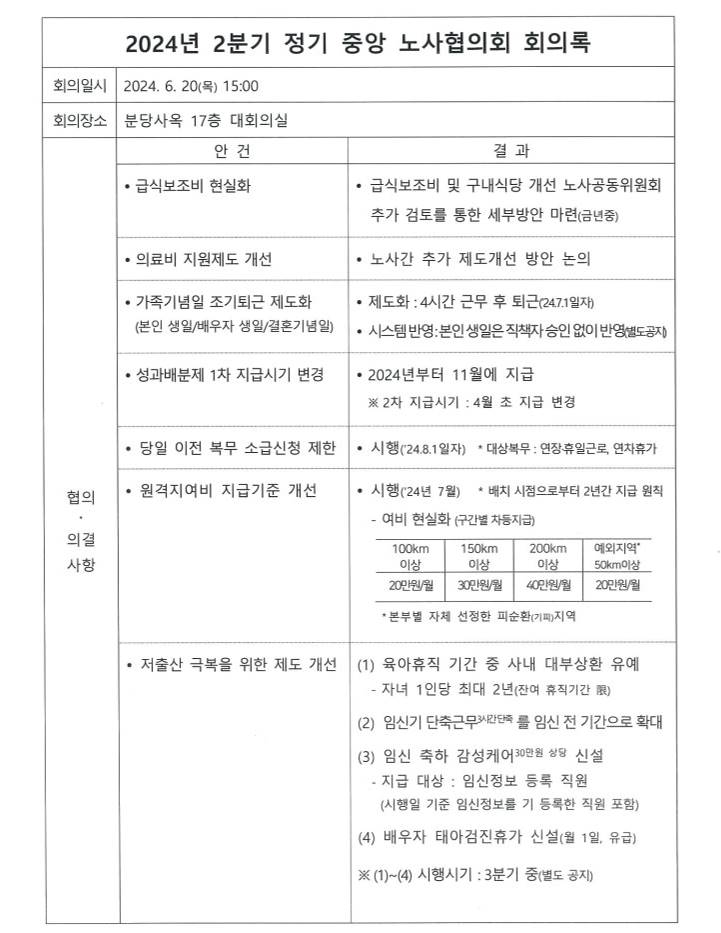 2024년 2분기 정기 중앙 노사협의회 회의록
회의일시 2024. 6. 20(목) 15:00
회의장소 분당사옥 17층 대회의실
안 건 결 과
• 급식보조비 현실화 • 급식보조비 및 구내식당 개선 노사공동위원회
추가 검토를 통한 세부방안 마련(금년중)
• 의료비 지원제도 개선 • 노사간 추가 제도개선 방안 논의
• 가족기념일 조기퇴근 제도화 • 제도화 : 4시간 근무 후 퇴근('24.7.1일자)
(본인 생일/배우자 생일/결혼기념일) • 시스템 반영 : 본인 생일은 직책자 승인 없이 반영(별도공지)
• 성과배분제 1차 지급시기 변경 • 2024년부터 11월에 지급
※ 2차 지급시기 : 4월 초 지급 변경
• 당일 이전 복무 소급신청 제한 • 시행('24.8.1일자) * 대상복무 : 연장·휴일근로, 연차휴가
협의
·
의결
사항
• 원격지여비 지급기준 개선 • 시행('24년 7월) * 배치 시점으로부터 2년간 지급 원칙
- 여비 현실화 (구간별 차등지급)
100km 150km 200km 예외지역*
이상 이상 이상 50km이상
20만원/월 30만원/월 40만원/월 20만원/월
* 본부별 자체 선정한 피순환(기피)지역
• 저출산 극복을 위한 제도 개선 (1) 육아휴직 기간 중 사내 대부상환 유예
- 자녀 1인당 최대 2년(잔여 휴직기간 限)
(2) 임신기 단축근무3시간단축 를 임신 전 기간으로 확대
(3) 임신 축하 감성케어30만원 상당 신설
- 지급 대상 : 임신정보 등록 직원
(시행일 기준 임신정보를 기 등록한 직원 포함)
(4) 배우자 태아검진휴가 신설(월 1일, 유급)
※ (1)~(4) 시행시기 : 3분기 중(별도 공지)